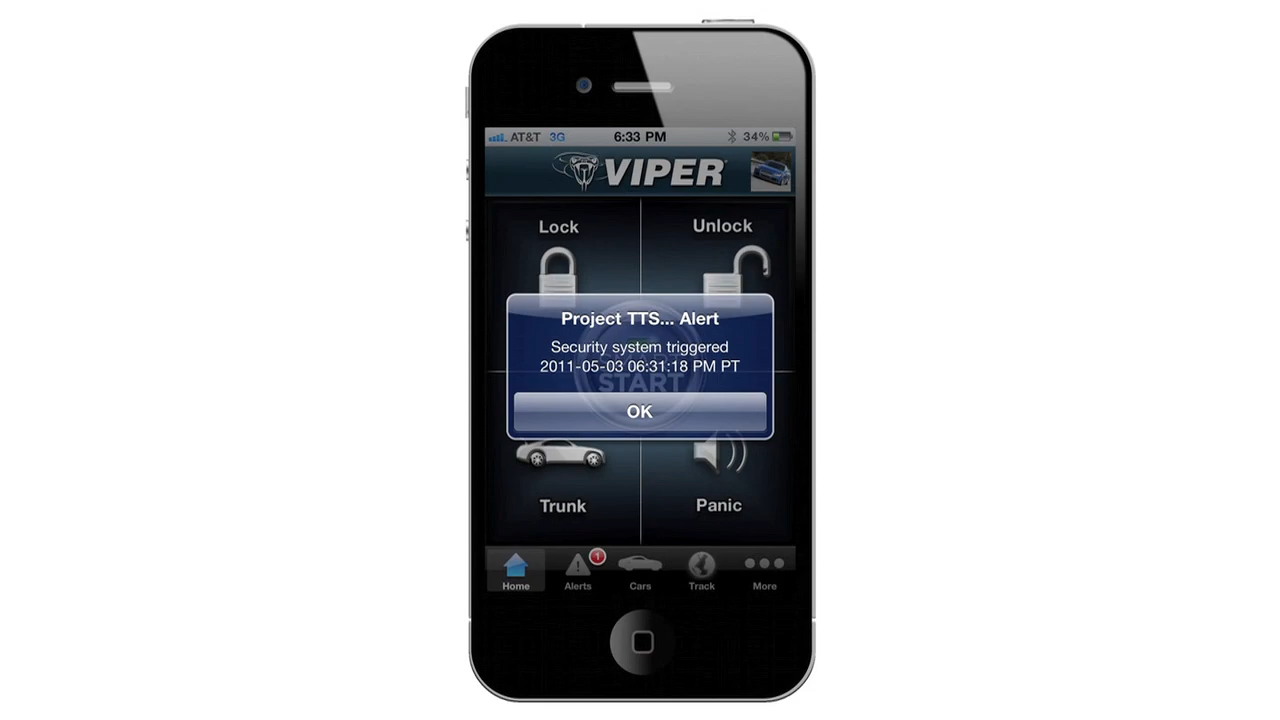 AT&T 3G 6:33 PM 34%
VIPER
Lock Unlock
Project TTS... Alert
Security system triggered
2011-05-03 06:31:18 PM PT
START
OK
Trunk Panic
1
Home Alerts Cars Track More